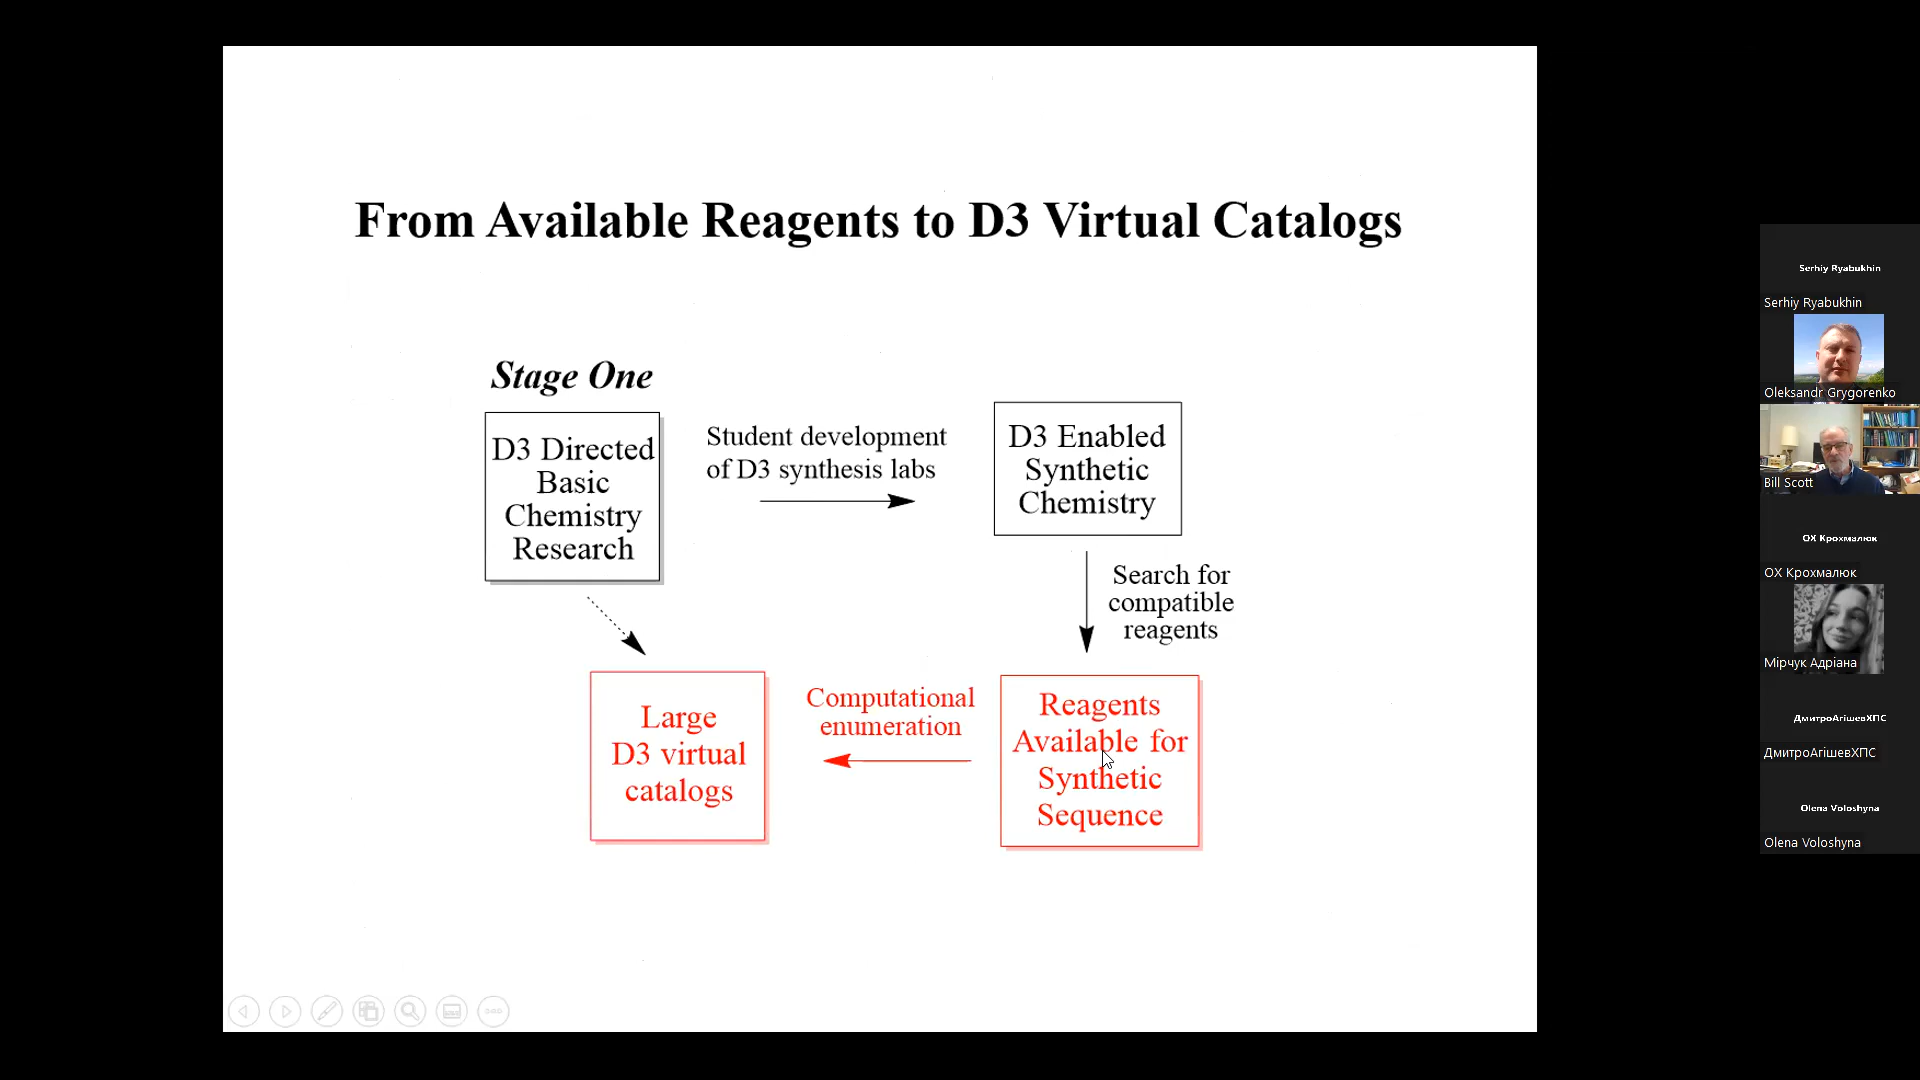 From Available Reagents to D3 Virtual Catalogs
Stage One
D3 Directed
Basic
Chemistry
Research
Student development
of D3 synthesis labs
D3 Enabled
Synthetic
Chemistry
Search for
compatible
reagents
Reagents
Available for
Synthetic
Sequence
Computational
enumeration
Large
D3 virtual
catalogs
Serhiy Ryabukhin
Serhiy Ryabukhin
Oleksandr Grygorenko
Bill Scott
ОХ Крохмалюк
ОХ Крохмалюк
Мірчук Адріана
ДмитроАгішевХПС
ДмитроАгішевХПС
Olena Voloshyna
Olena Voloshyna